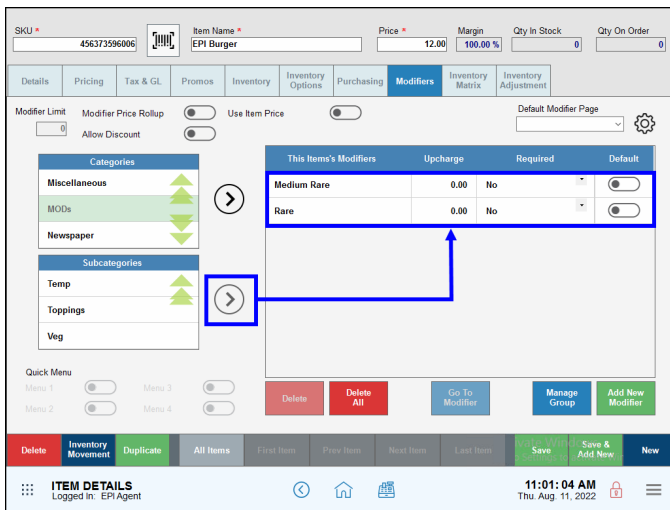 SKU * Item Name * Price * Margin Qty In Stock Qty On Order
456373596006 EPI Burger 12.00 100.00 % 0 0
Details Pricing Tax & GL Promos Inventory Inventory Options Purchasing Modifiers Inventory Matrix Inventory Adjustment
Modifier Limit Modifier Price Rollup Use Item Price Default Modifier Page
0 Allow Discount
Categories
Miscellaneous
MODs
Newspaper
Subcategories
Temp
Toppings
Veg
This Items's Modifiers Upcharge Required Default
Medium Rare 0.00 No
Rare 0.00 No
Quick Menu
Menu 1 Menu 3
Menu 2 Menu 4
Delete Delete All Go To Modifier Manage Group Add New Modifier
Delete Inventory Movement Duplicate All Items First Item Prev Item Next Item Last Item Save Save & Add New New
ITEM DETAILS
Logged In: EPI Agent
11:01:04 AM
Thu. Aug. 11, 2022